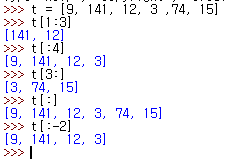 >>> t = [9, 141, 12, 3 ,74, 15]
>>> t[1:3]
[141, 12]
>>> t[:4]
[9, 141, 12, 3]
>>> t[3:]
[3, 74, 15]
>>> t[:]
[9, 141, 12, 3, 74, 15]
>>> t[:-2]
[9, 141, 12, 3]
>>>